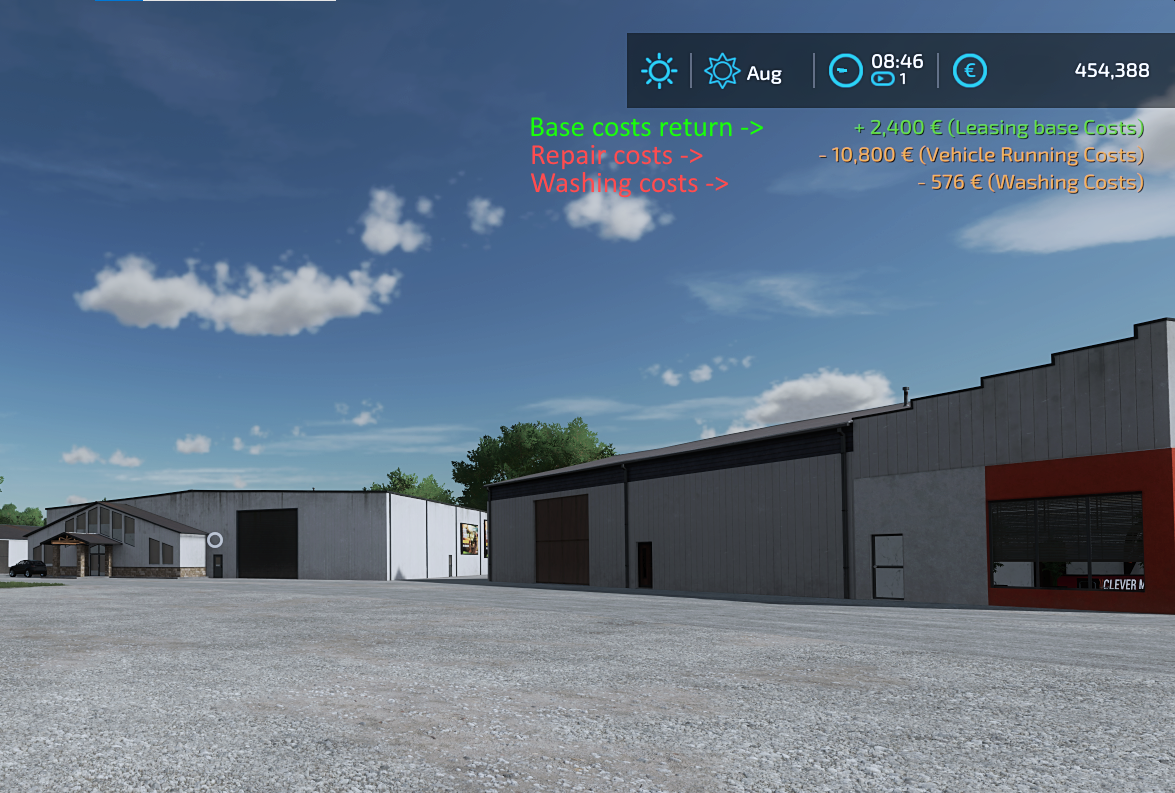 Aug
08:46
1
€
454,388
Base costs return -> + 2,400 € (Leasing base Costs)
Repair costs -> - 10,800 € (Vehicle Running Costs)
Washing costs -> - 576 € (Washing Costs)
CLEVER